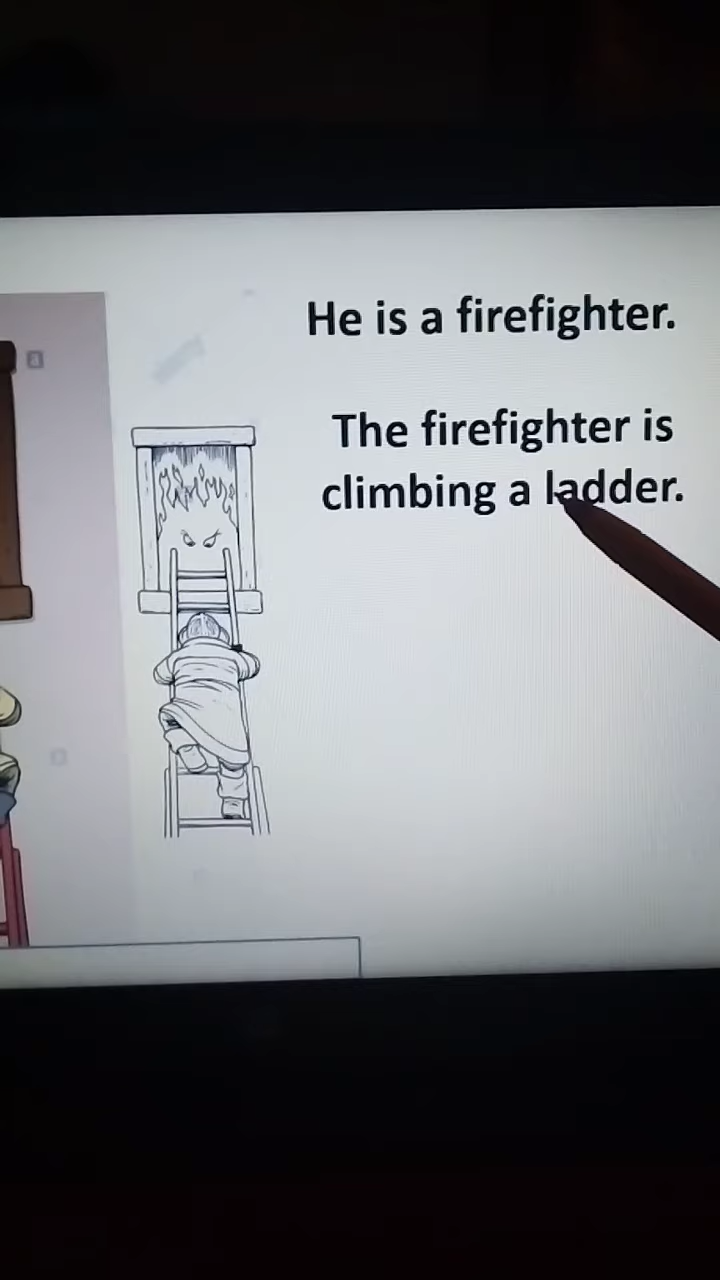 He is a firefighter.
The firefighter is
climbing a ladder.